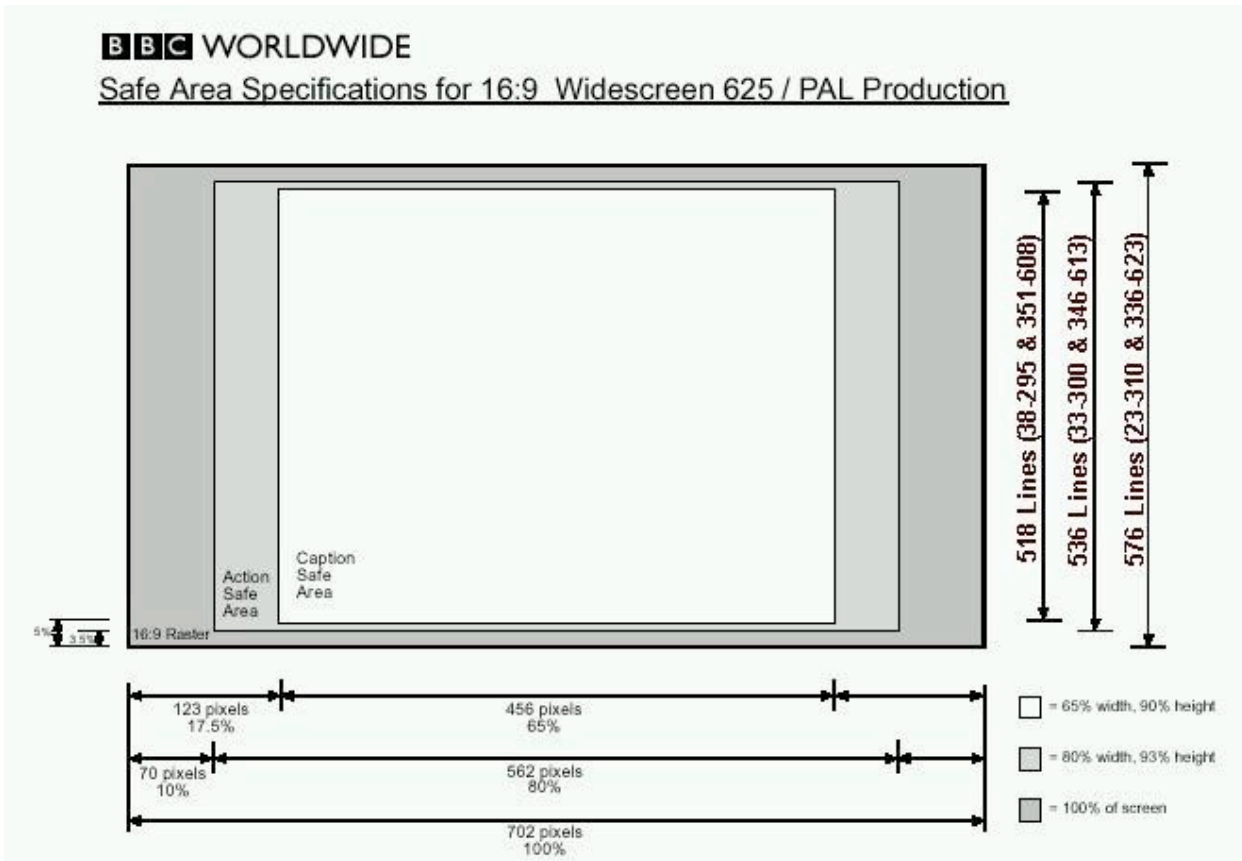 BBC WORLDWIDE
Safe Area Specifications for 16:9 Widescreen 625 / PAL Production
518 Lines (38-295 & 351-608)
536 Lines (33-300 & 346-613)
576 Lines (23-310 & 336-623)
Caption
Safe
Area
Action
Safe
Area
16:9 Raster
5%
3.5%
123 pixels
17.5%
456 pixels
65%
70 pixels
10%
562 pixels
80%
702 pixels
100%
= 65% width, 90% height
= 80% width, 93% height
= 100% of screen